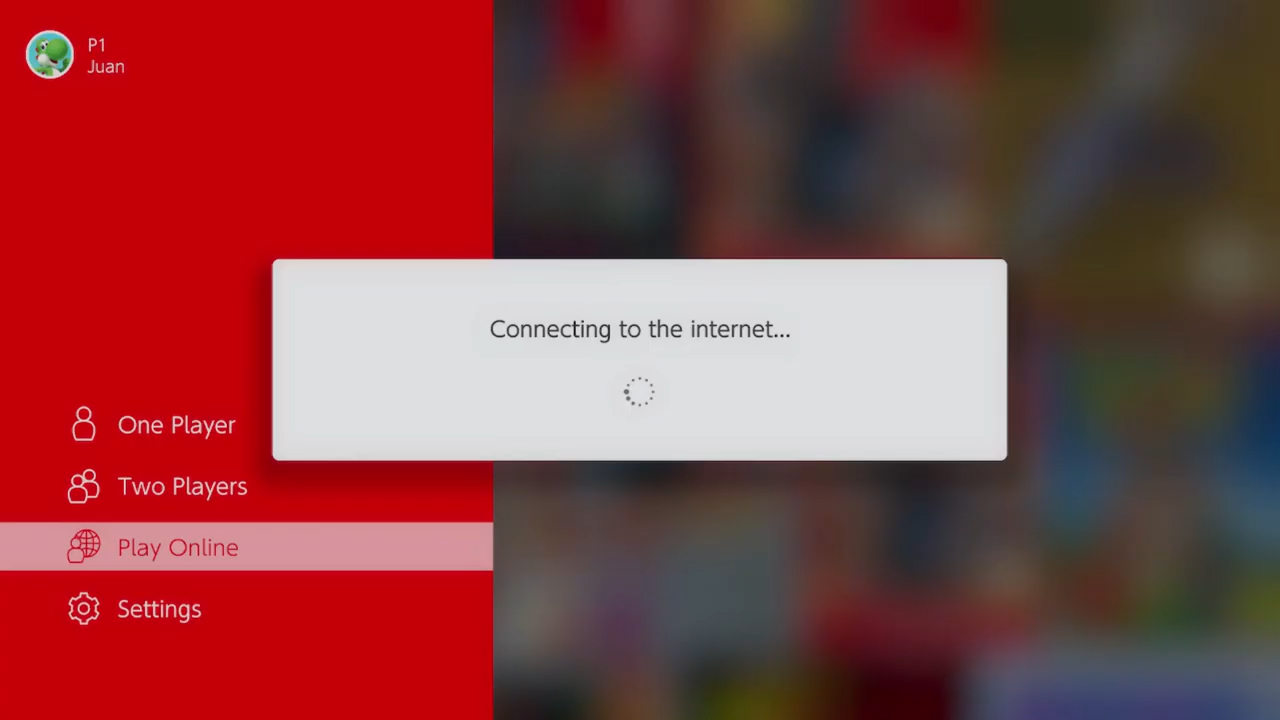 P1
Juan
Connecting to the internet...
One Player
Two Players
Play Online
Settings